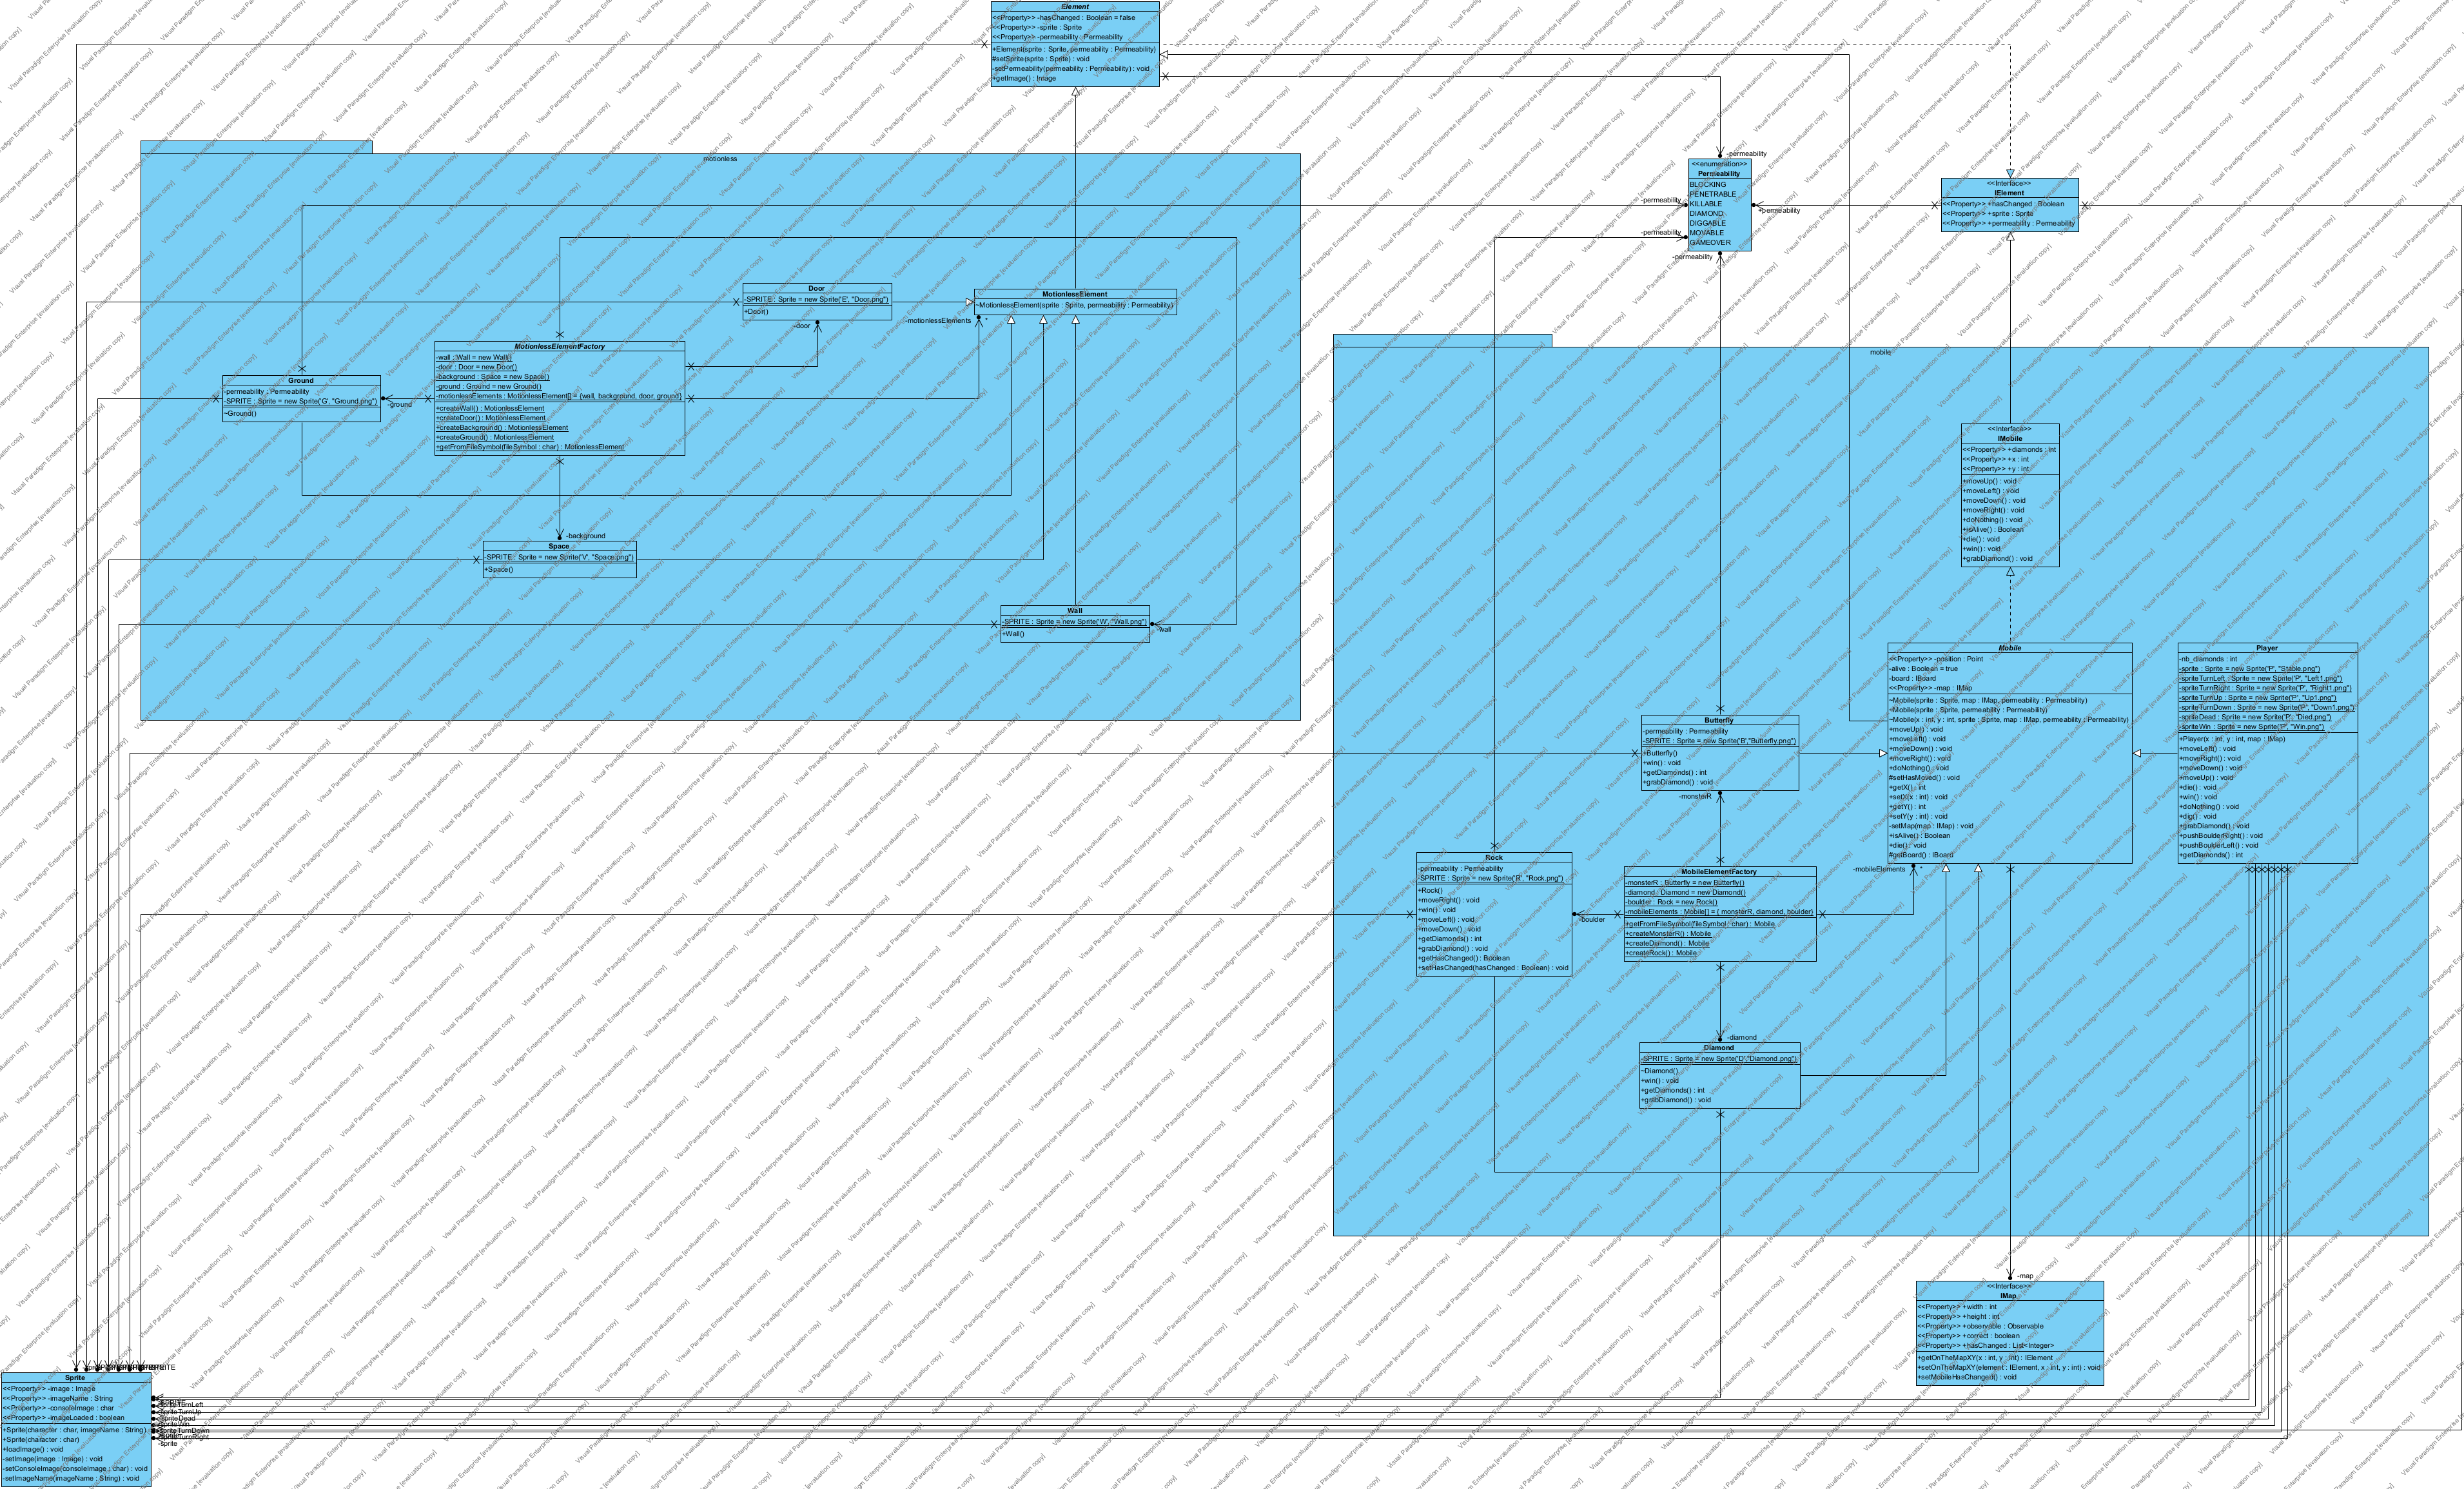 Element
<<Property>> -hasChanged : Boolean = false
<<Property>> -sprite : Sprite
<<Property>> -permeability : Permeability
+Element(sprite : Sprite, permeability : Permeability)
#setSprite(sprite : Sprite) : void
-setPermeability(permeability : Permeability) : void
+getImage() : Image
motionless
-permeability
<<enumeration>>
Permeability
BLOCKING
PENETRABLE
KILLABLE
DIAMOND
DIGGABLE
MOVABLE
GAMEOVER
-permeability
-permeability
-permeability
+permeability
<<Interface>>
IElement
<<Property>> +hasChanged : Boolean
<<Property>> +sprite : Sprite
<<Property>> +permeability : Permeability
Door
-SPRITE : Sprite = new Sprite('E', "Door.png")
+Door()
-door
MotionlessElement
~MotionlessElement(sprite : Sprite, permeability : Permeability)
-motionlessElements
*
MotionlessElementFactory
-wall : Wall = new Wall()
-door : Door = new Door()
-background : Space = new Space()
-ground : Ground = new Ground()
-motionlessElements : MotionlessElement[] = {wall, background, door, ground}
+createWall() : MotionlessElement
+createDoor() : MotionlessElement
+createBackground() : MotionlessElement
+createGround() : MotionlessElement
+getFromFileSymbol(fileSymbol : char) : MotionlessElement
Ground
-permeability : Permeability
-SPRITE : Sprite = new Sprite('G', "Ground.png")
~Ground()
-ground
-background
Space
-SPRITE : Sprite = new Sprite('V', "Space.png")
+Space()
Wall
-SPRITE : Sprite = new Sprite('W', "Wall.png")
+Wall()
-wall
mobile
<<Interface>>
IMobile
<<Property>> +diamonds : int
<<Property>> +x : int
<<Property>> +y : int
+moveUp() : void
+moveLeft() : void
+moveDown() : void
+moveRight() : void
+doNothing() : void
+isAlive() : Boolean
+die() : void
+win() : void
+grabDiamond() : void
Mobile
<<Property>> -position : Point
-alive : Boolean = true
-board : IBoard
<<Property>> -map : IMap
~Mobile(sprite : Sprite, map : IMap, permeability : Permeability)
~Mobile(sprite : Sprite, permeability : Permeability)
~Mobile(x : int, y : int, sprite : Sprite, map : IMap, permeability : Permeability)
+moveUp() : void
+moveLeft() : void
+moveDown() : void
+moveRight() : void
+doNothing() : void
#setHasMoved() : void
+getX() : int
+setX(x : int) : void
+getY() : int
+setY(y : int) : void
-setMap(map : IMap) : void
+isAlive() : Boolean
+die() : void
#getBoard() : IBoard
Player
-nb_diamonds : int
-sprite : Sprite = new Sprite('P', "Stable.png")
-spriteTurnLeft : Sprite = new Sprite('P', "Left1.png")
-spriteTurnRight : Sprite = new Sprite('P', "Right1.png")
-spriteTurnUp : Sprite = new Sprite('P', "Up1.png")
-spriteTurnDown : Sprite = new Sprite('P', "Down1.png")
-spriteDead : Sprite = new Sprite('P', "Died.png")
-spriteWin : Sprite = new Sprite('P', "Win.png")
+Player(x : int, y : int, map : IMap)
+moveLeft() : void
+moveRight() : void
+moveDown() : void
+moveUp() : void
+die() : void
+win() : void
+doNothing() : void
+dig() : void
+grabDiamond() : void
+pushBoulderRight() : void
+pushBoulderLeft() : void
+getDiamonds() : int
Butterfly
-permeability : Permeability
-SPRITE : Sprite = new Sprite('B',"Butterfly.png")
+Butterfly()
+win() : void
+getDiamonds() : int
+grabDiamond() : void
-monsterR
Rock
-permeability : Permeability
-SPRITE : Sprite = new Sprite('R', "Rock.png")
+Rock()
+moveRight() : void
+win() : void
+moveLeft() : void
+moveDown() : void
+getDiamonds() : int
+grabDiamond() : void
+getHasChanged() : Boolean
+setHasChanged(hasChanged : Boolean) : void
-boulder
MobileElementFactory
-monsterR : Butterfly = new Butterfly()
-diamond : Diamond = new Diamond()
-boulder : Rock = new Rock()
-mobileElements : Mobile[] = { monsterR, diamond, boulder}
+getFromFileSymbol(fileSymbol : char) : Mobile
+createMonsterR() : Mobile
+createDiamond() : Mobile
+createRock() : Mobile
-mobileElements
*
-diamond
Diamond
-SPRITE : Sprite = new Sprite('D',"Diamond.png")
~Diamond()
+win() : void
+getDiamonds() : int
+grabDiamond() : void
-map
<<Interface>>
IMap
<<Property>> +width : int
<<Property>> +height : int
<<Property>> +observable : Observable
<<Property>> +correct : boolean
<<Property>> +hasChanged : List<Integer>
+getOnTheMapXY(x : int, y : int) : IElement
+setOnTheMapXY(element : IElement, x : int, y : int) : void
+setMobileHasChanged() : void
Sprite
<<Property>> -image : Image
<<Property>> -imageName : String
<<Property>> -consoleImage : char
<<Property>> -imageLoaded : boolean
+Sprite(character : char, imageName : String)
+Sprite(character : char)
+loadImage() : void
-setImage(image : Image) : void
-setConsoleImage(consoleImage : char) : void
-setImageName(imageName : String) : void
-spriteTurnLeft
-spriteTurnUp
-spriteDead
-spriteWin
-spriteTurnDown
-spriteTurnRight
-sprite
Visual Paradigm Enterprise [evaluation copy]